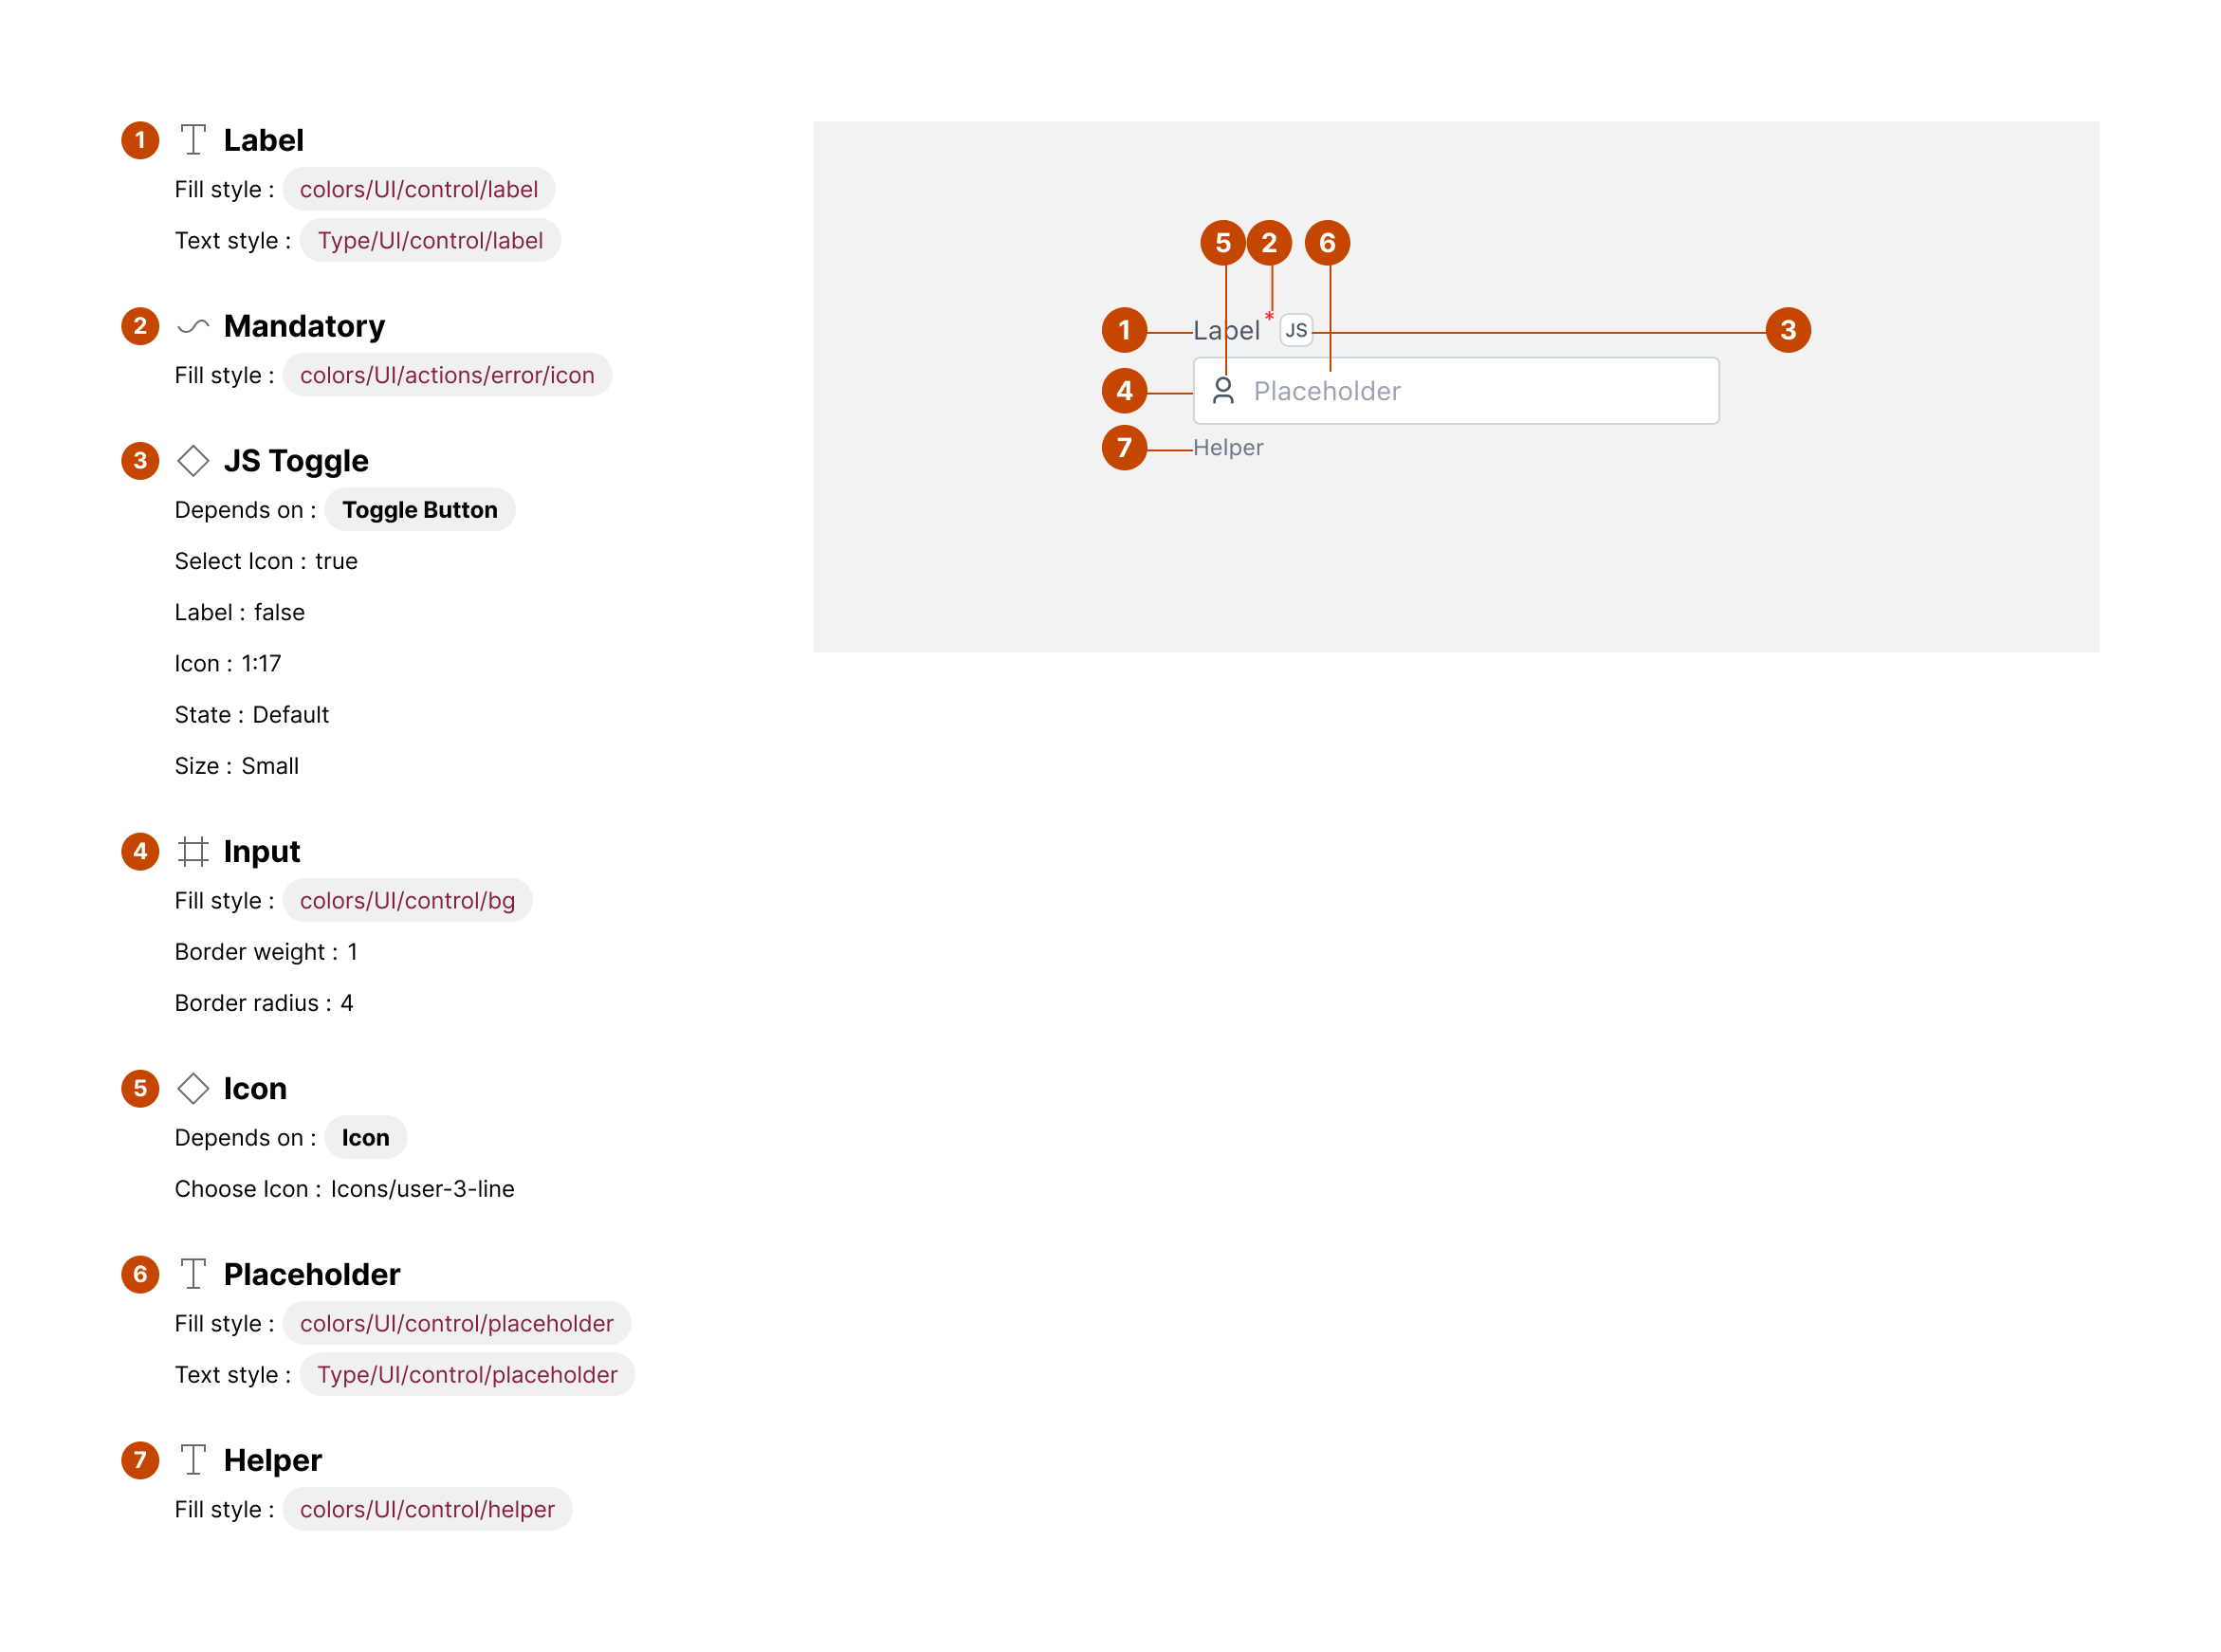 1 Label
Fill style : colors/UI/control/label
Text style : Type/UI/control/label
2 Mandatory
Fill style : colors/UI/actions/error/icon
3 JS Toggle
Depends on : Toggle Button
Select Icon : true
Label : false
Icon : 1:17
State : Default
Size : Small
4 Input
Fill style : colors/UI/control/bg
Border weight : 1
Border radius : 4
5 Icon
Depends on : Icon
Choose Icon : Icons/user-3-line
6 Placeholder
Fill style : colors/UI/control/placeholder
Text style : Type/UI/control/placeholder
7 Helper
Fill style : colors/UI/control/helper
5 2 6
1 Label * JS 3
4 Placeholder
7 Helper